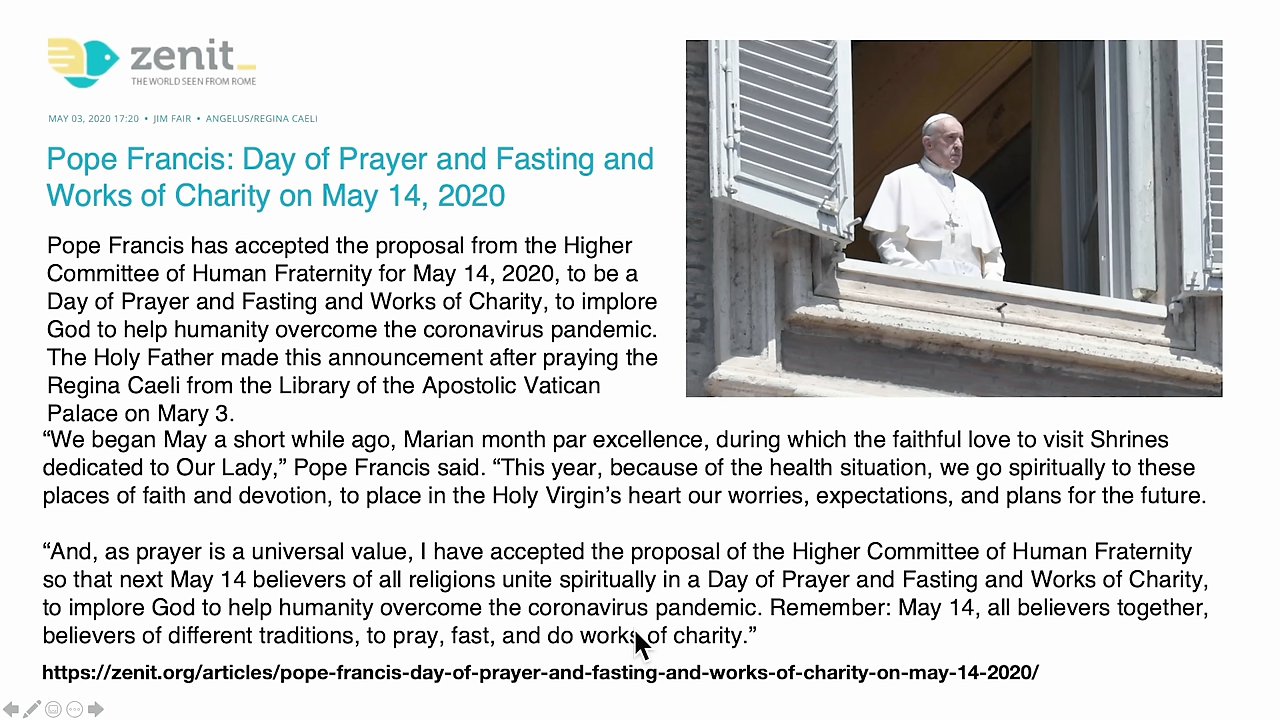 zenit_
THE WORLD SEEN FROM ROME
MAY 03, 2020 17:20 • JIM FAIR • ANGELUS/REGINA CAELI
Pope Francis: Day of Prayer and Fasting and
Works of Charity on May 14, 2020
Pope Francis has accepted the proposal from the Higher
Committee of Human Fraternity for May 14, 2020, to be a
Day of Prayer and Fasting and Works of Charity, to implore
God to help humanity overcome the coronavirus pandemic.
The Holy Father made this announcement after praying the
Regina Caeli from the Library of the Apostolic Vatican
Palace on Mary 3.
“We began May a short while ago, Marian month par excellence, during which the faithful love to visit Shrines
dedicated to Our Lady,” Pope Francis said. “This year, because of the health situation, we go spiritually to these
places of faith and devotion, to place in the Holy Virgin’s heart our worries, expectations, and plans for the future.
“And, as prayer is a universal value, I have accepted the proposal of the Higher Committee of Human Fraternity
so that next May 14 believers of all religions unite spiritually in a Day of Prayer and Fasting and Works of Charity,
to implore God to help humanity overcome the coronavirus pandemic. Remember: May 14, all believers together,
believers of different traditions, to pray, fast, and do works of charity.”
https://zenit.org/articles/pope-francis-day-of-prayer-and-fasting-and-works-of-charity-on-may-14-2020/